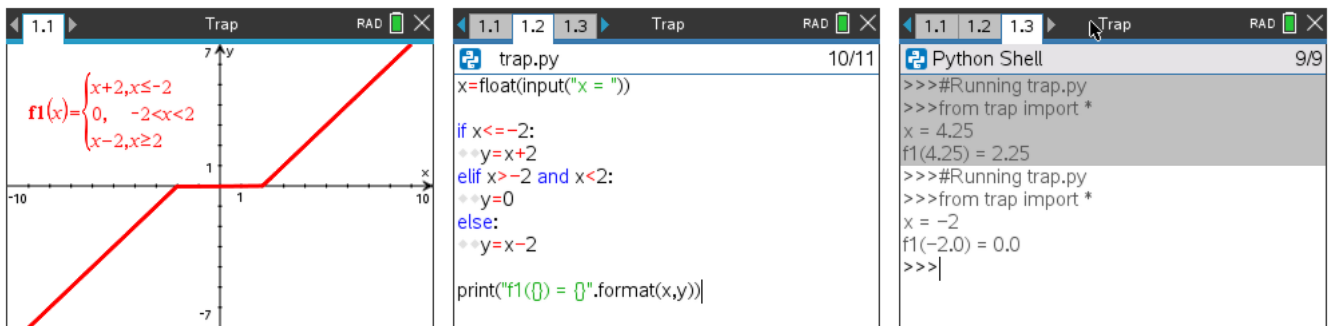 1.1 Trap RAD
7 y
f1(x)= { x+2,x≤-2
0, -2<x<2
x-2,x≥2
1
x
-10 1 10
-7
1.1 1.2 1.3 Trap RAD
trap.py 10/11
x=float(input("x = "))
if x<=-2:
y=x+2
elif x>-2 and x<2:
y=0
else:
y=x-2
print("f1({}) = {}".format(x,y))
1.1 1.2 1.3 Trap RAD
Python Shell 9/9
>>>#Running trap.py
>>>from trap import *
x = 4.25
f1(4.25) = 2.25
>>>#Running trap.py
>>>from trap import *
x = -2
f1(-2.0) = 0.0
>>>